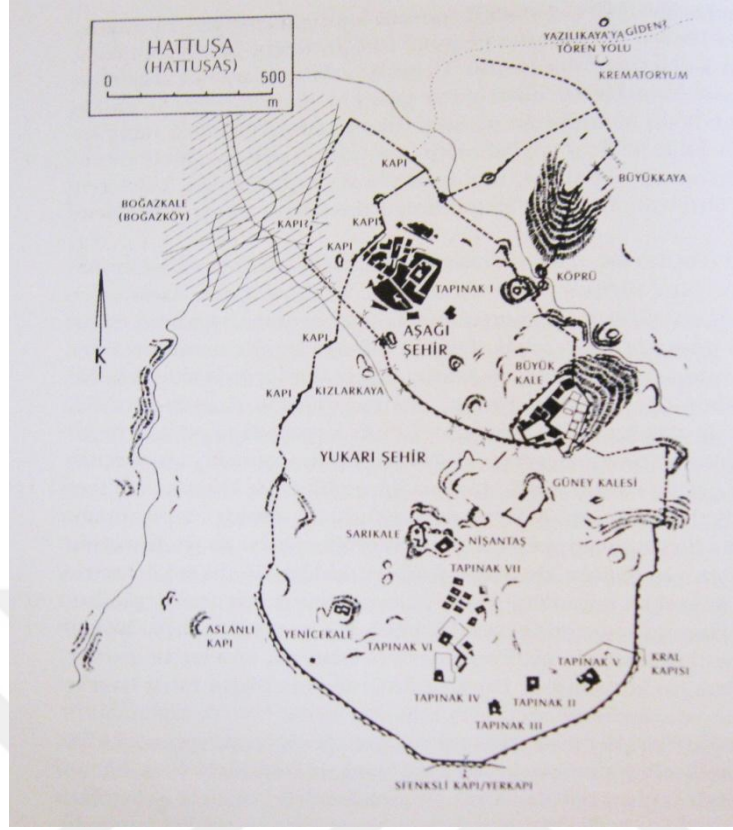 HATTUŞA
(HATTUŞAŞ)
0 500
m
YAZILIKAYA'YA GİDEN?
TÖREN YOLU
KREMATORYUM
BÜYÜKKAYA
BOĞAZKALE
(BOĞAZKÖY)
KAPI
KAPI?
KAPI
KAPI
KÖPRÜ
TAPINAK I
K
AŞAĞI
ŞEHİR
KAPI
BÜYÜK
KALE
KAPI
KIZLARKAYA
YUKARI ŞEHİR
GÜNEY KALESİ
SARIKALE
NİŞANTAŞ
TAPINAK VII
ASLANLI
KAPI
YENİCEKALE
TAPINAK VI
TAPINAK V
KRAL
KAPISI
TAPINAK IV
TAPINAK II
TAPINAK III
SFENKSLİ KAPI/YERKAPI